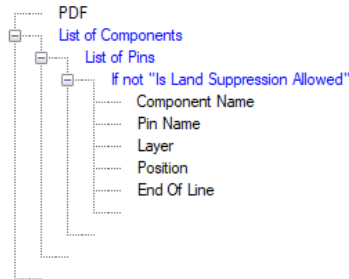 PDF
List of Components
List of Pins
If not "Is Land Suppression Allowed"
Component Name
Pin Name
Layer
Position
End Of Line